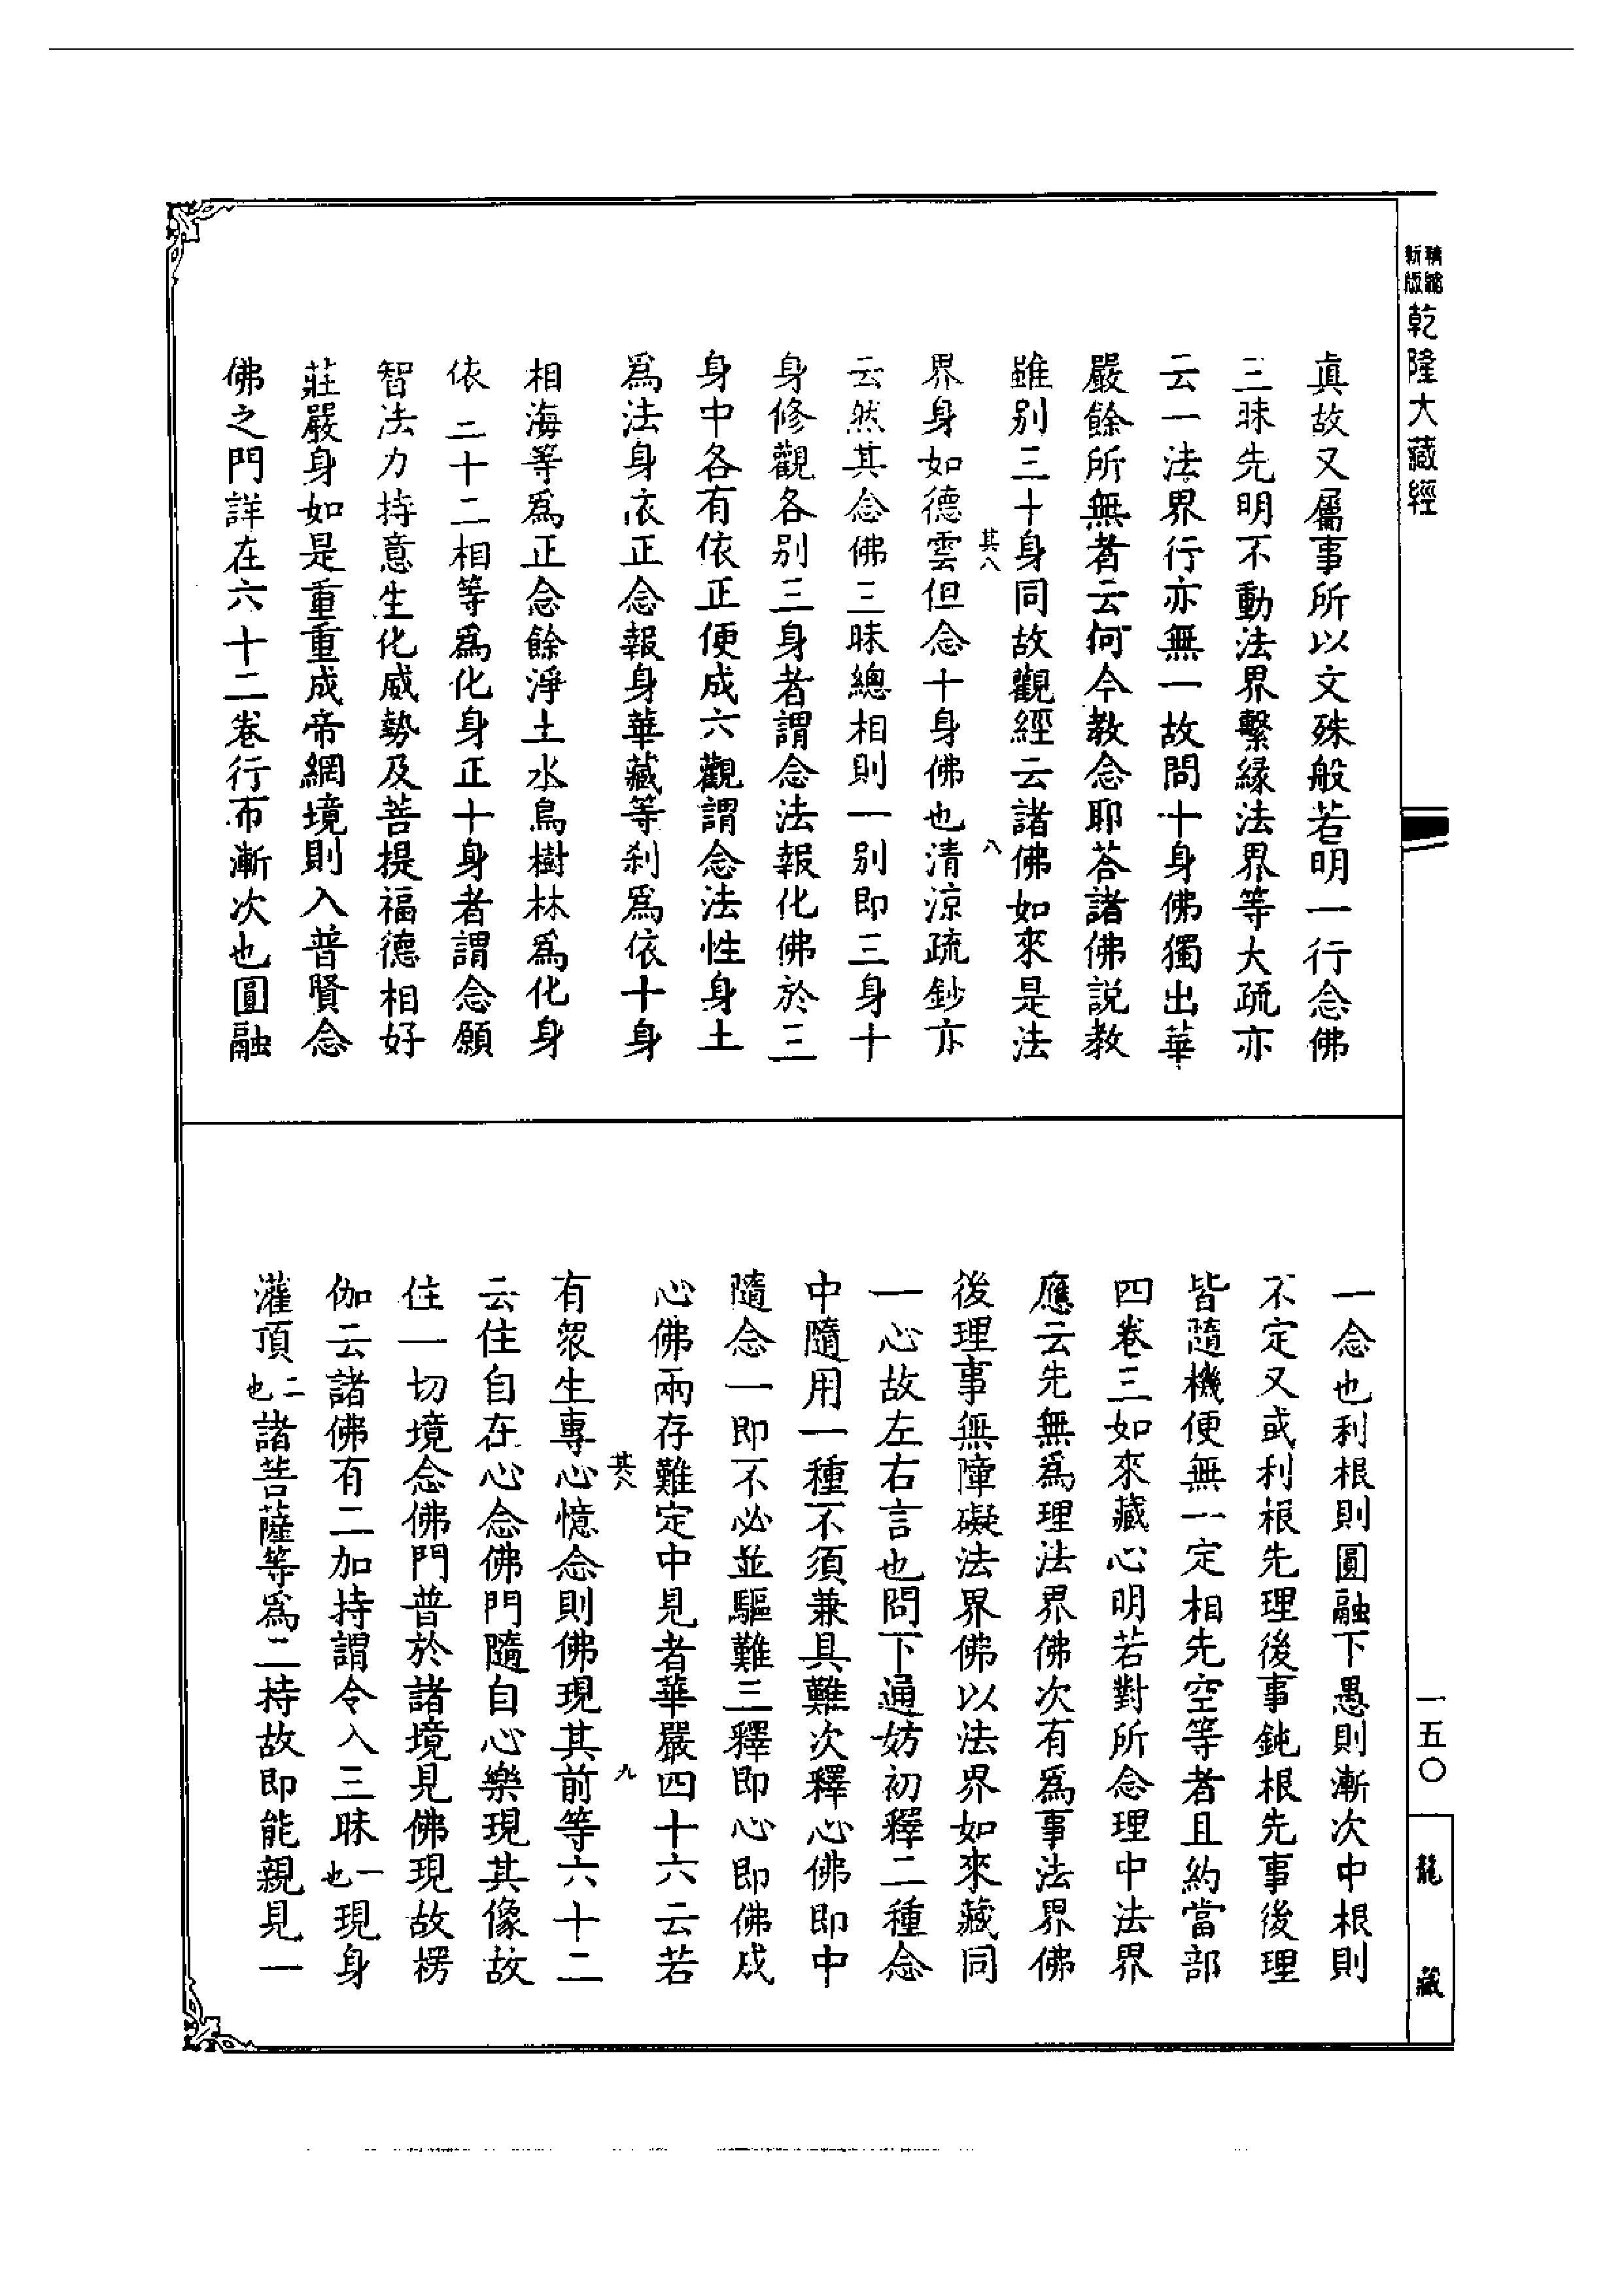 精縮新版乾隆大藏經
真故又屬事所以文殊般若明一行念佛
三昧先明不動法界繫緣法界等大疏亦
云一法界行亦無一故問十身佛獨出華
嚴餘所無者云何今教念耶荅諸佛説教
雖别三十身同故觀經云諸佛如來是法
其八 八
界身如德雲但念十身佛也清涼疏鈔亦
云然其念佛三昧總相則一别即三身十
身修觀各别三身者謂念法報化佛於三
身中各有依正便成六觀謂念法性身土
爲法身依正念報身華藏等刹爲依十身
相海等爲正念餘淨土水鳥樹林爲化身
依二十二相等爲化身正十身者謂念願
智法力持意生化威勢及菩提福德相好
莊嚴身如是重重成帝網境則入普賢念
佛之門詳在六十二卷行布漸次也圓融
一念也利根則圓融下愚則漸次中根則
不定又或利根先理後事鈍根先事後理
皆隨機便無一定相先空等者且約當部
四卷三如來藏心明若對所念理中法界
應云先無爲理法界佛次有爲事法界佛
後理事無障礙法界佛以法界如來藏同
一心故左右言也問下通妨初釋二種念
中隨用一種不須兼具難次釋心佛即中
隨念一即不必並驅難三釋即心即佛成
心佛兩存難定中見者華嚴四十六云若
其八 九
有衆生專心憶念則佛現其前等六十二
云住自在心念佛門隨自心樂現其像故
住一切境念佛門普於諸境見佛現故楞
伽云諸佛有二加持謂令入三昧一也現身
灌頂二也諸菩薩等爲二持故即能親見一
一五〇
龍藏